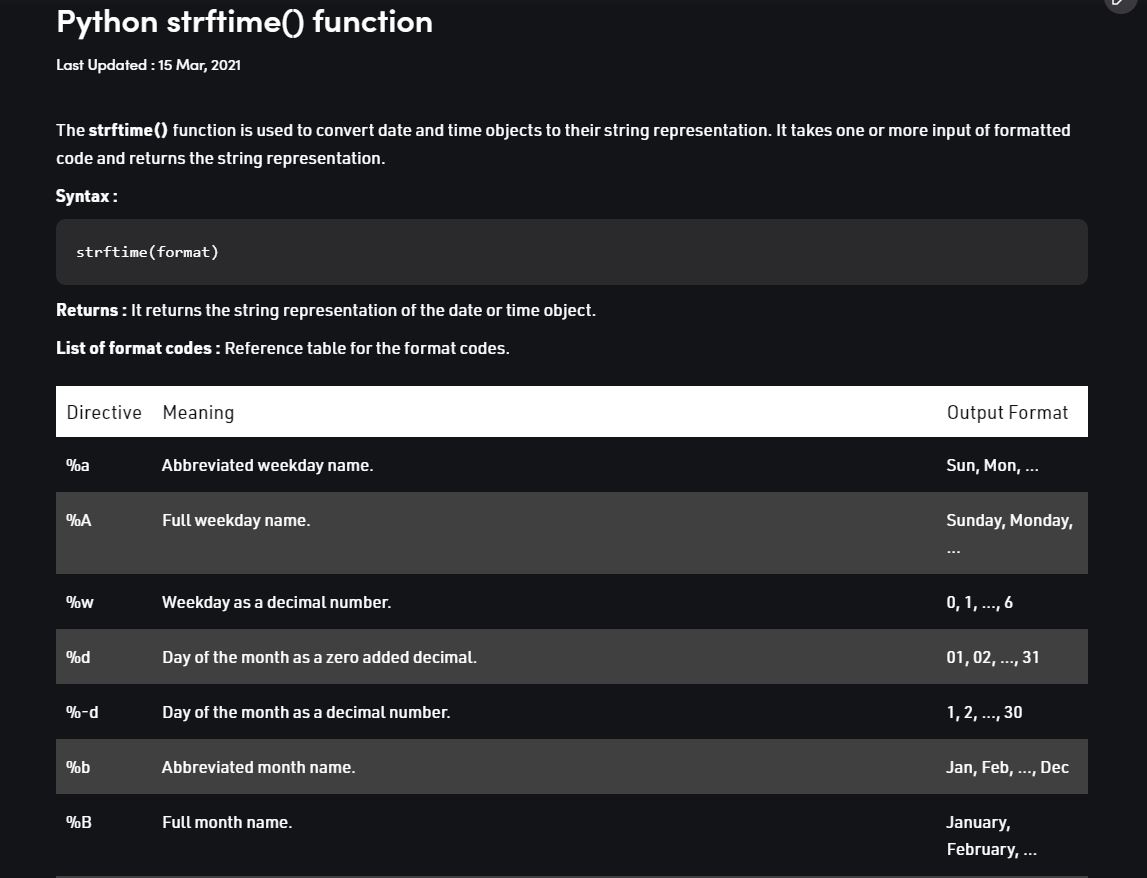 Python strftime() function
Last Updated : 15 Mar, 2021
The strftime() function is used to convert date and time objects to their string representation. It takes one or more input of formatted
code and returns the string representation.
Syntax :
strftime(format)
Returns : It returns the string representation of the date or time object.
List of format codes : Reference table for the format codes.
Directive Meaning Output Format
%a Abbreviated weekday name. Sun, Mon, ...
%A Full weekday name. Sunday, Monday,
...
%w Weekday as a decimal number. 0, 1, ..., 6
%d Day of the month as a zero added decimal. 01, 02, ..., 31
%-d Day of the month as a decimal number. 1, 2, ..., 30
%b Abbreviated month name. Jan, Feb, ..., Dec
%B Full month name. January,
February, ...